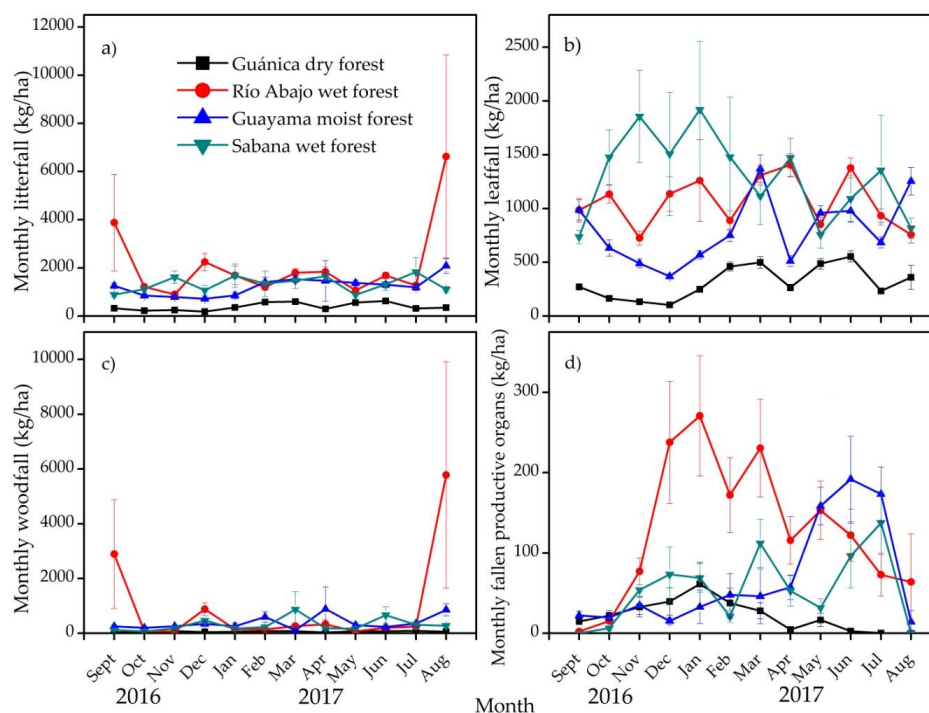 a)
Guánica dry forest
Río Abajo wet forest
Guayama moist forest
Sabana wet forest
Monthly litterfall (kg/ha)
12000
10000
8000
6000
4000
2000
0
b)
Monthly leaffall (kg/ha)
2500
2000
1500
1000
500
0
c)
Monthly woodfall (kg/ha)
10000
8000
6000
4000
2000
0
Sept Oct Nov Dec Jan Feb Mar Apr May Jun Jul Aug
2016 2017
d)
Monthly fallen productive organs (kg/ha)
300
200
100
0
Sept Oct Nov Dec Jan Feb Mar Apr May Jun Jul Aug
2016 2017
Month